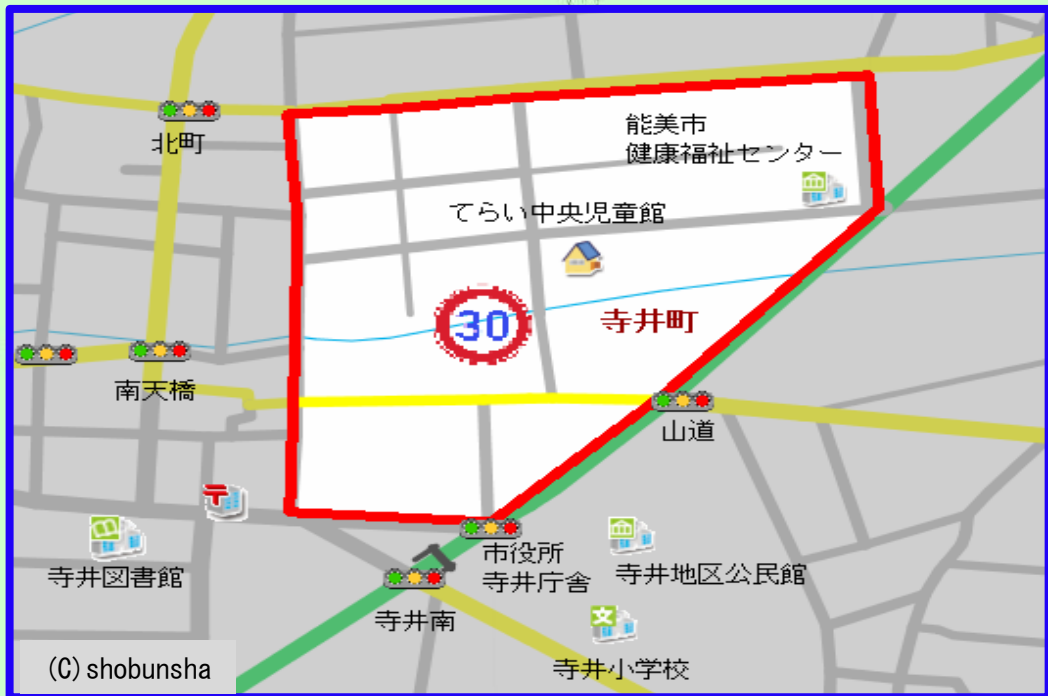 能美市
健康福祉センター
北町
てらい中央児童館
30
寺井町
南天橋
山道
〒
市役所
寺井庁舎
寺井図書館
寺井地区公民館
寺井南
文
寺井小学校
(C) shobunsha